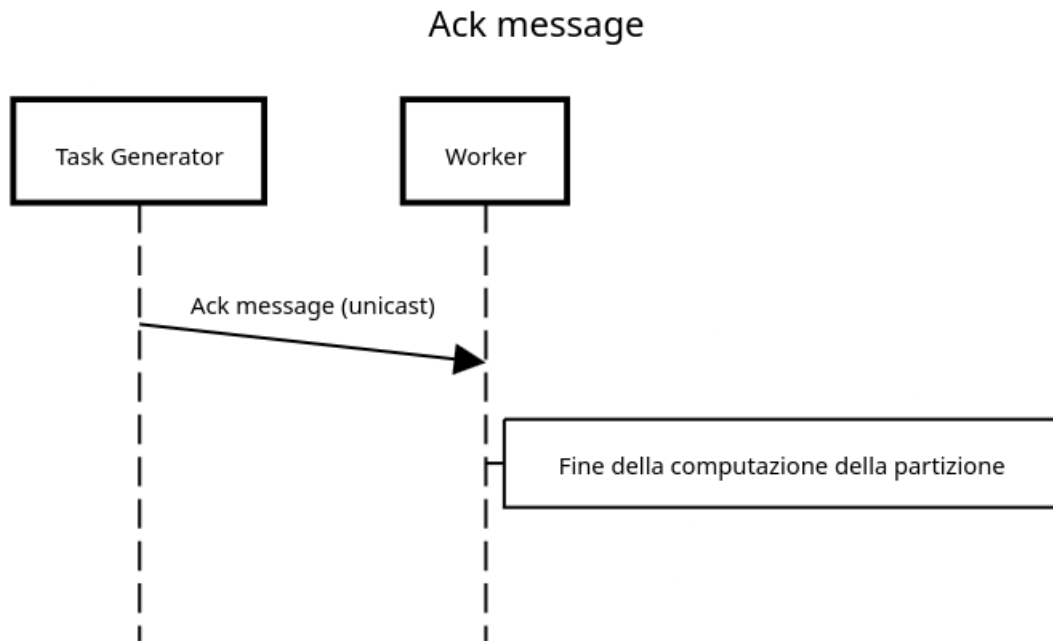 Ack message
Task Generator
Worker
Ack message (unicast)
Fine della computazione della partizione